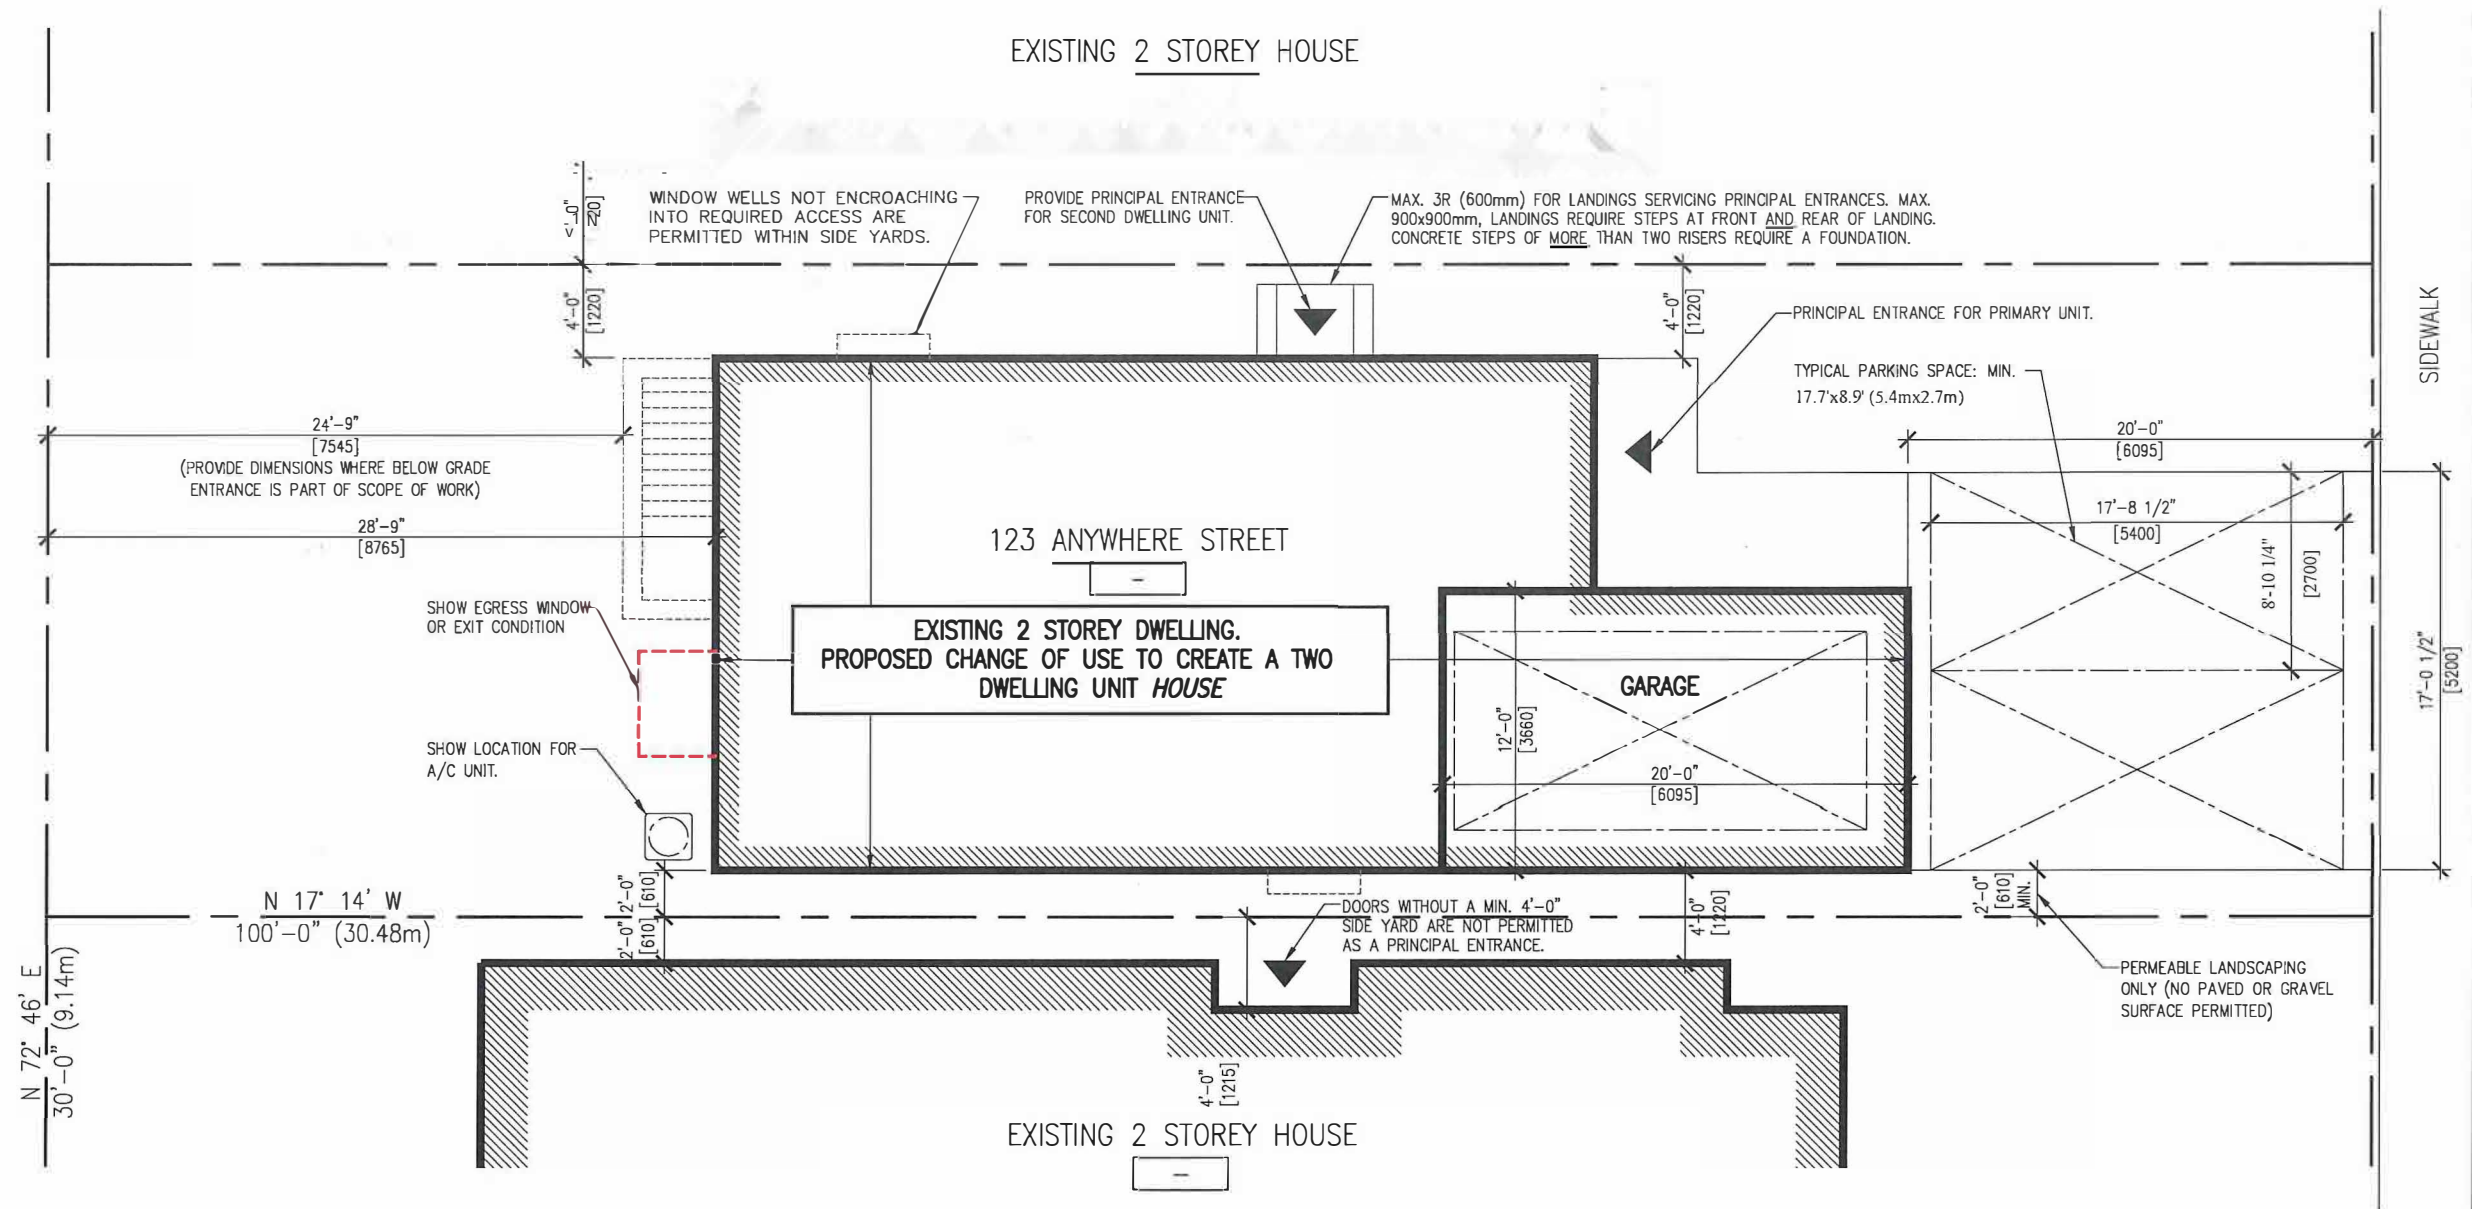 EXISTING 2 STOREY HOUSE
WINDOW WELLS NOT ENCROACHING
INTO REQUIRED ACCESS ARE
PERMITTED WITHIN SIDE YARDS.
PROVIDE PRINCIPAL ENTRANCE
FOR SECOND DWELLING UNIT.
MAX. 3R (600mm) FOR LANDINGS SERVICING PRINCIPAL ENTRANCES. MAX.
900x900mm, LANDINGS REQUIRE STEPS AT FRONT AND REAR OF LANDING.
CONCRETE STEPS OF MORE THAN TWO RISERS REQUIRE A FOUNDATION.
4'-0"
[1220]
4'-0"
[1220]
PRINCIPAL ENTRANCE FOR PRIMARY UNIT.
SIDEWALK
TYPICAL PARKING SPACE: MIN.
17.7'x8.9' (5.4mx2.7m)
24'-9"
[7545]
(PROVIDE DIMENSIONS WHERE BELOW GRADE
ENTRANCE IS PART OF SCOPE OF WORK)
20'-0"
[6095]
28'-9"
[8765]
17'-8 1/2"
[5400]
8'-10 1/4"
[2700]
17'-0 1/2"
[5200]
123 ANYWHERE STREET
-
SHOW EGRESS WINDOW
OR EXIT CONDITION
EXISTING 2 STOREY DWELLING.
PROPOSED CHANGE OF USE TO CREATE A TWO
DWELLING UNIT HOUSE
GARAGE
12'-0"
[3660]
20'-0"
[6095]
SHOW LOCATION FOR
A/C UNIT.
2'-0"
[610]
2'-0"
[610]
N 17° 14' W
100'-0" (30.48m)
DOORS WITHOUT A MIN. 4'-0"
SIDE YARD ARE NOT PERMITTED
AS A PRINCIPAL ENTRANCE.
4'-0"
[1220]
2'-0"
[610]
MIN.
PERMEABLE LANDSCAPING
ONLY (NO PAVED OR GRAVEL
SURFACE PERMITTED)
N 72° 46' E
30'-0" (9.14m)
4'-0"
[1215]
EXISTING 2 STOREY HOUSE
-